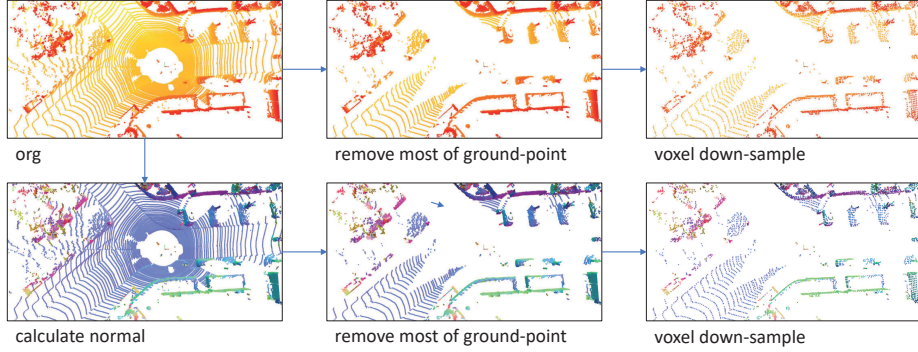 org
remove most of ground-point
voxel down-sample
calculate normal
remove most of ground-point
voxel down-sample